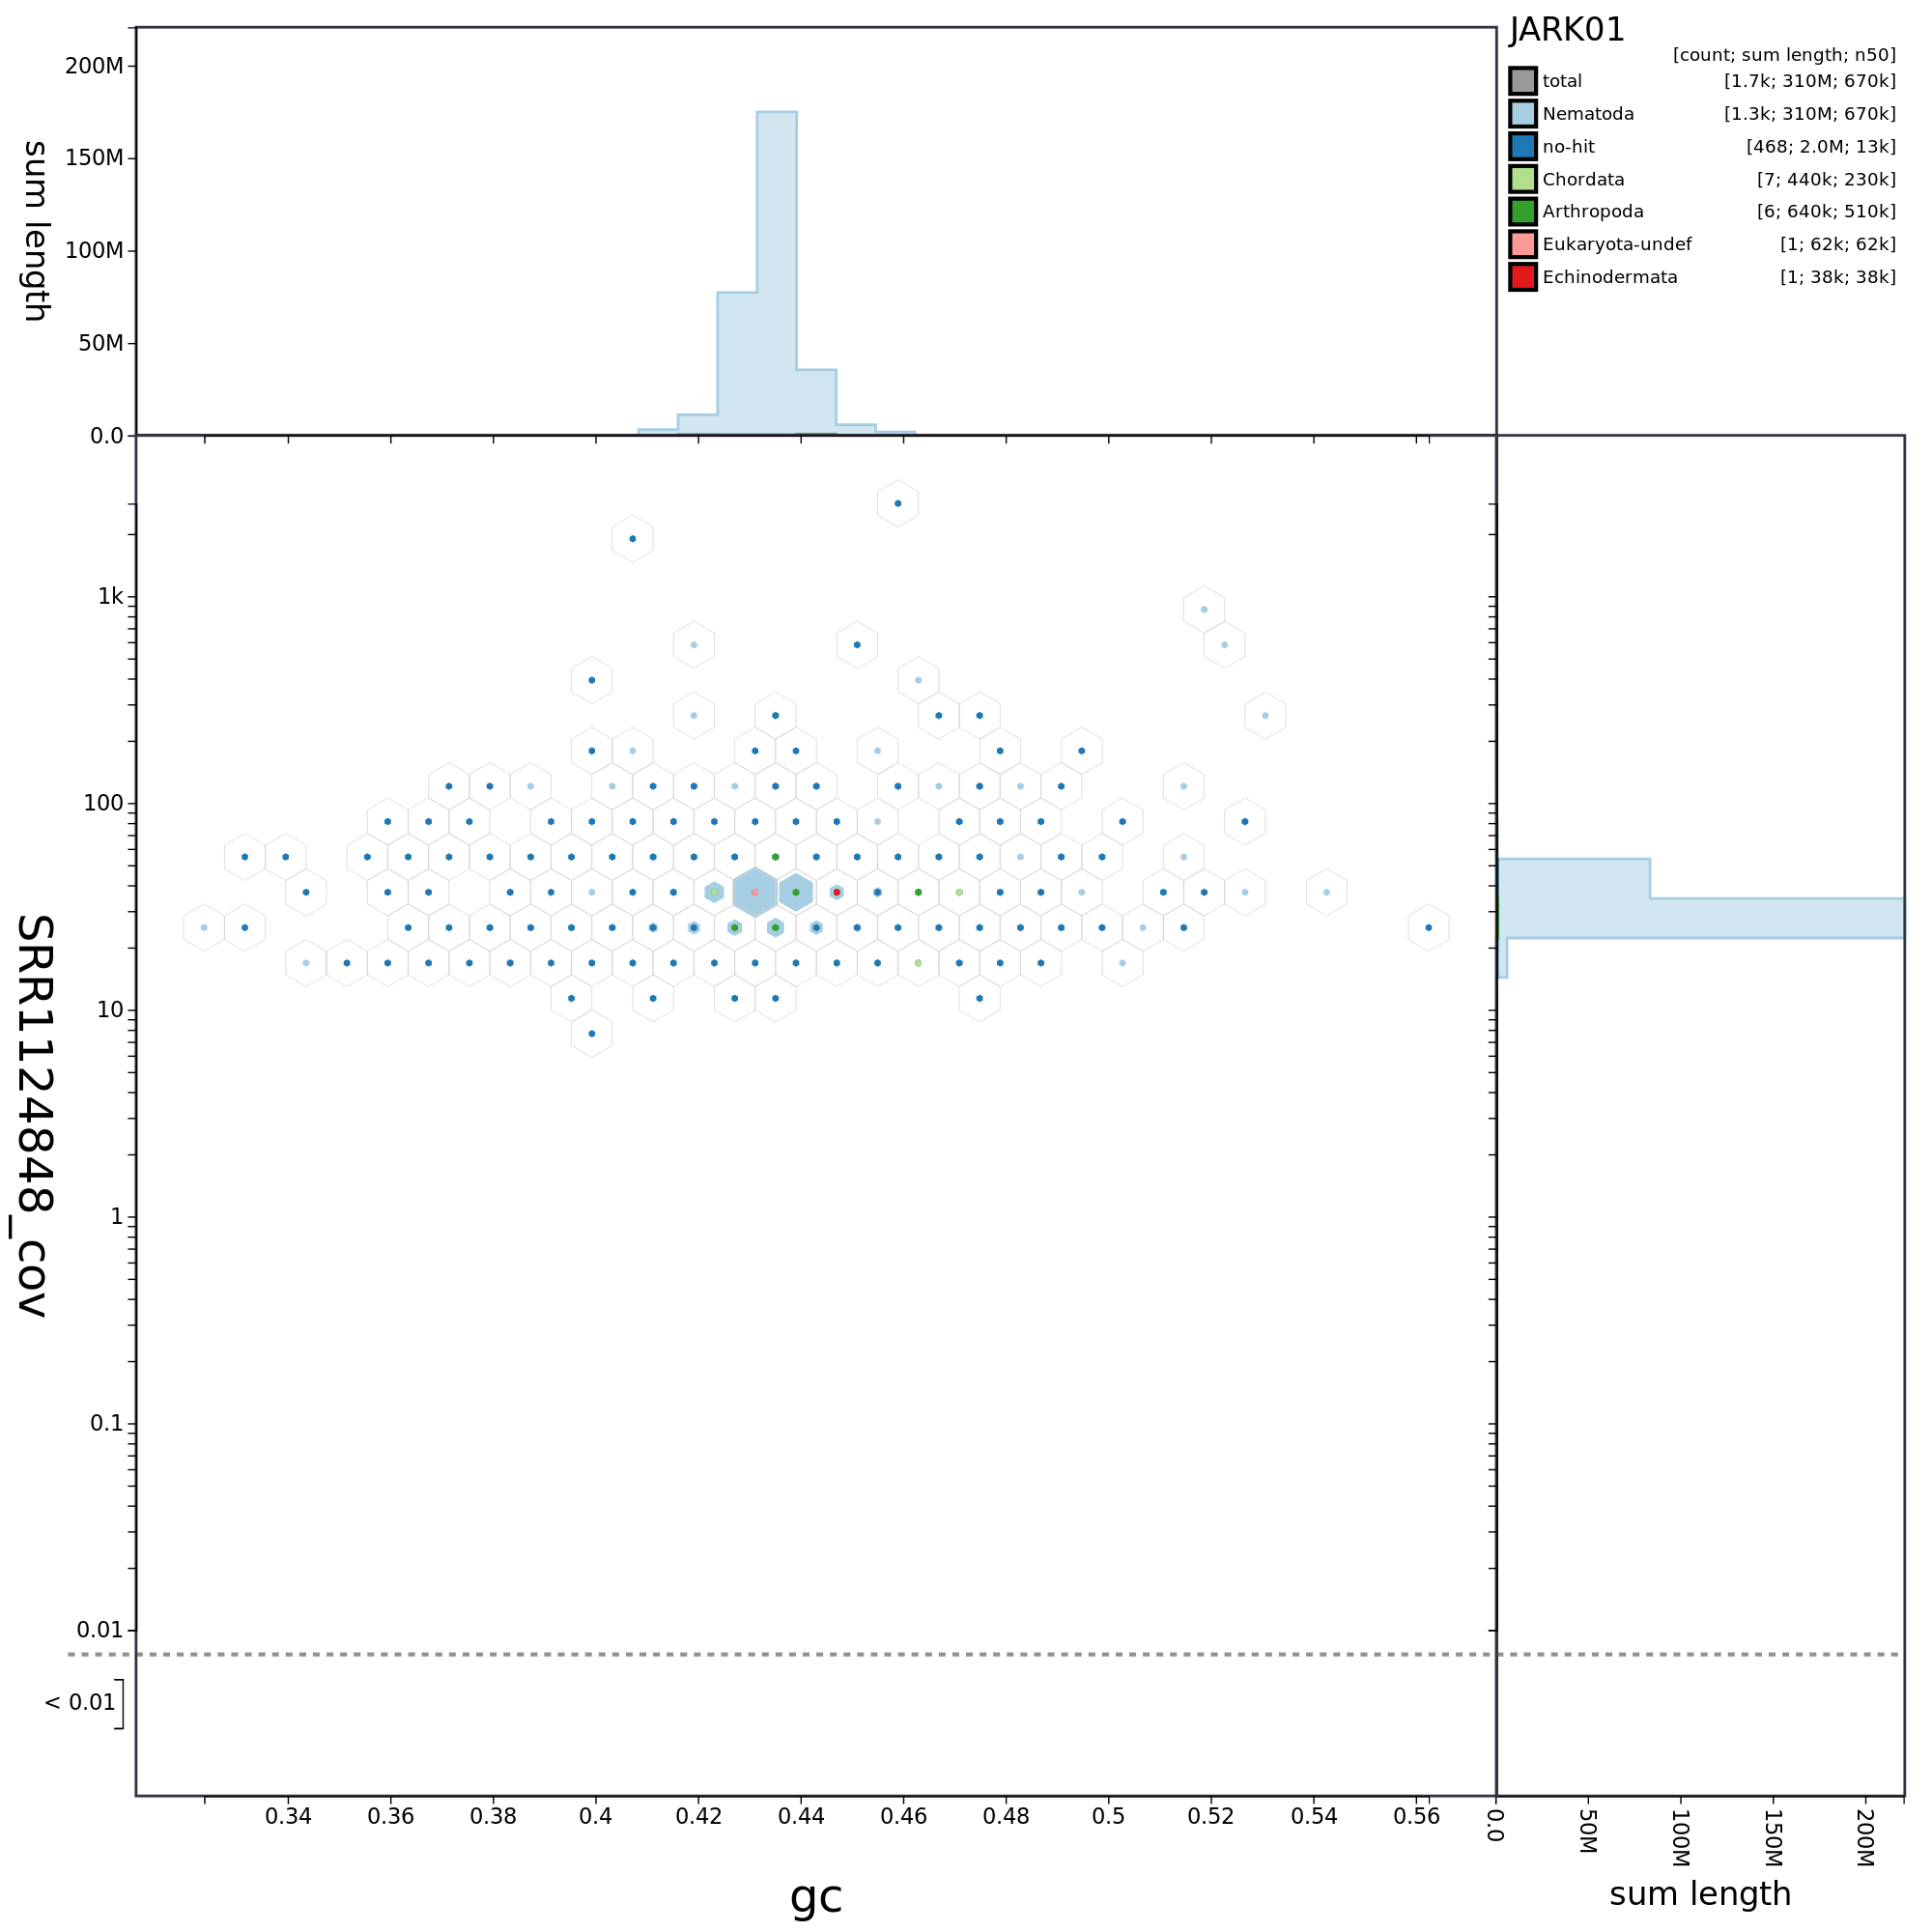 JARK01
[count; sum length; n50]
total [1.7k; 310M; 670k]
Nematoda [1.3k; 310M; 670k]
no-hit [468; 2.0M; 13k]
Chordata [7; 440k; 230k]
Arthropoda [6; 640k; 510k]
Eukaryota-undef [1; 62k; 62k]
Echinodermata [1; 38k; 38k]
sum length
200M
150M
100M
50M
0.0
SRR1124848_cov
1k
100
10
1
0.1
0.01
< 0.01
0.34 0.36 0.38 0.4 0.42 0.44 0.46 0.48 0.5 0.52 0.54 0.56
gc
0.0 50M 100M 150M 200M
sum length